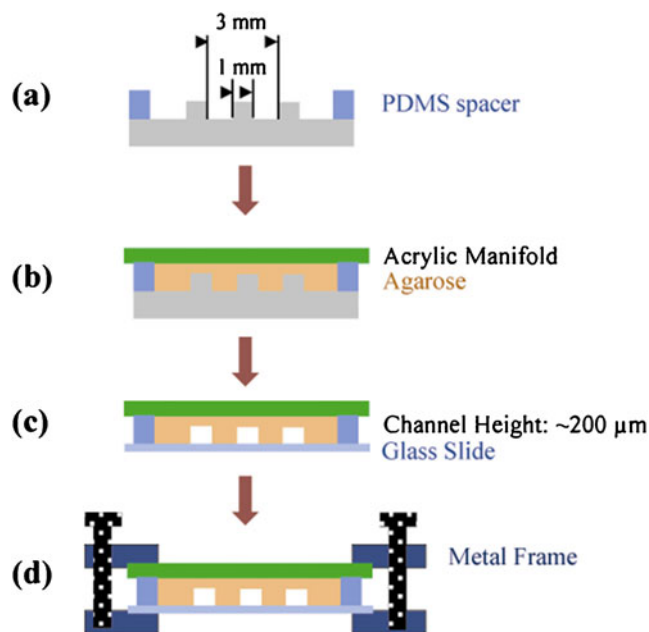 3 mm
1 mm
(a)
PDMS spacer
(b)
Acrylic Manifold
Agarose
(c)
Channel Height: ~200 µm
Glass Slide
(d)
Metal Frame